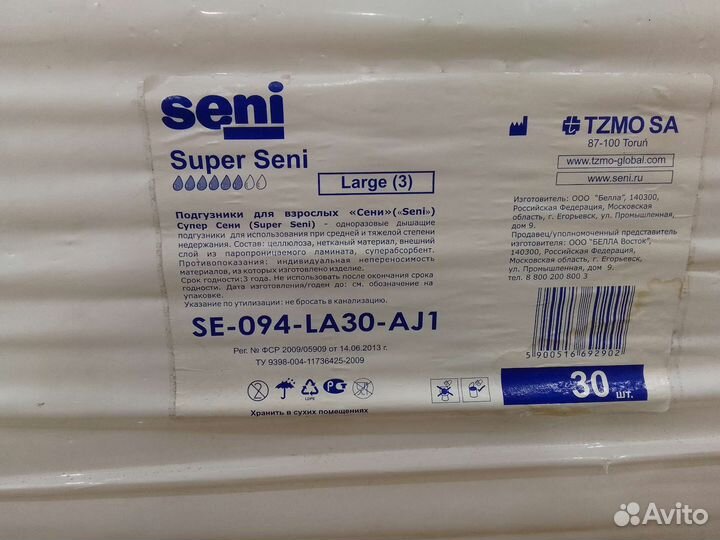 seni
Super Seni
Large (3)
TZMO SA
87-100 Toruń
www.tzmo-global.com
www.seni.ru
Подгузники для взрослых «Сени»(«Seni»)
Супер Сени (Super Seni) - одноразовые дышащие
подгузники для использования при средней и тяжелой степени
недержания. Состав: целлюлоза, нетканый материал, внешний
слой из паропроницаемого ламината, суперабсорбент.
Противопоказания: индивидуальная непереносимость
материалов, из которых изготовлено изделие.
Срок годности: 3 года. Не использовать после окончания срока
годности. Дата изготовления/годен до: см. обозначение на
упаковке.
Указание по утилизации: не бросать в канализацию.
Изготовитель: ООО "Белла", 140300,
Российская Федерация, Московская
область, г. Егорьевск, ул. Промышленная,
дом 9.
Продавец/уполномоченный представитель
изготовителя: ООО "БЕЛЛА Восток",
140300, Российская Федерация,
Московская область, г. Егорьевск,
ул. Промышленная, дом 9.
тел. 8 800 200 800 3
SE-094-LA30-AJ1
Рег. № ФСР 2009/05909 от 14.06.2013 г.
ТУ 9398-004-11736425-2009
5 900516 692902
LDPE
30 шт.
Хранить в сухих помещениях
Avito